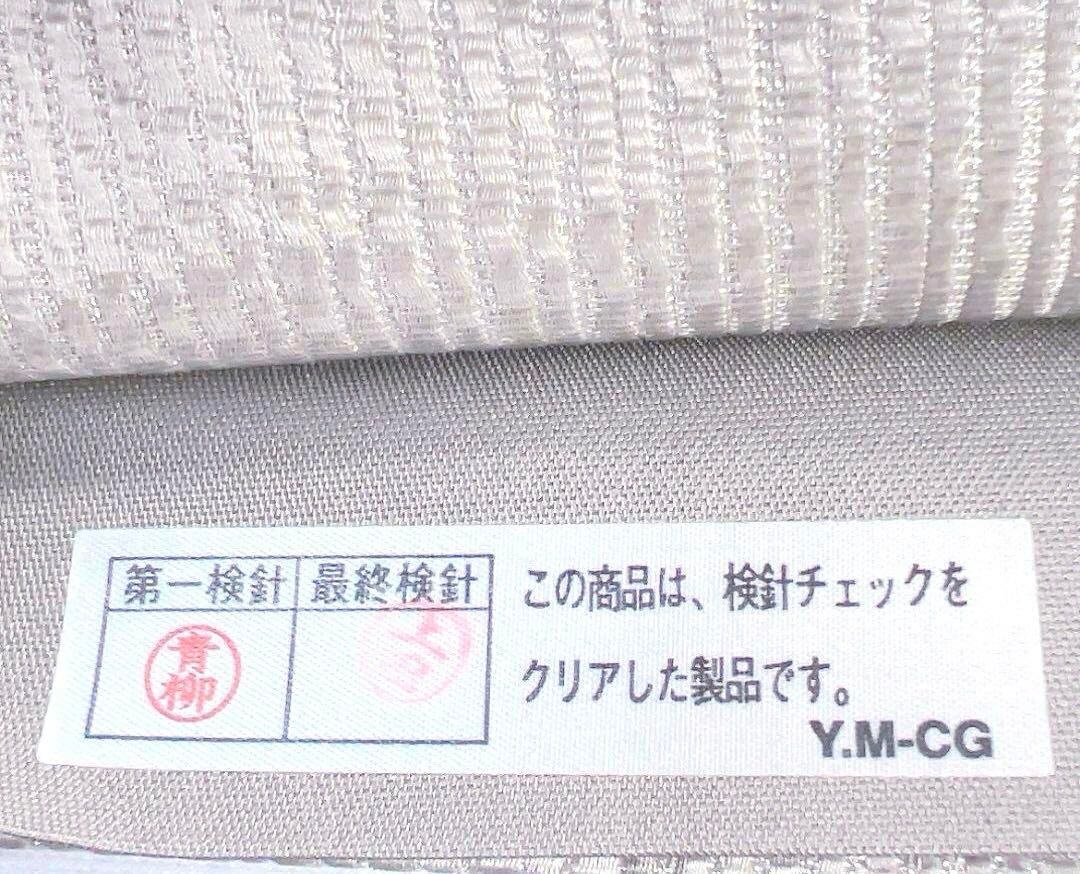 第一検針 最終検針
青柳
この商品は、検針チェックを
クリアした製品です。
Y.M-CG